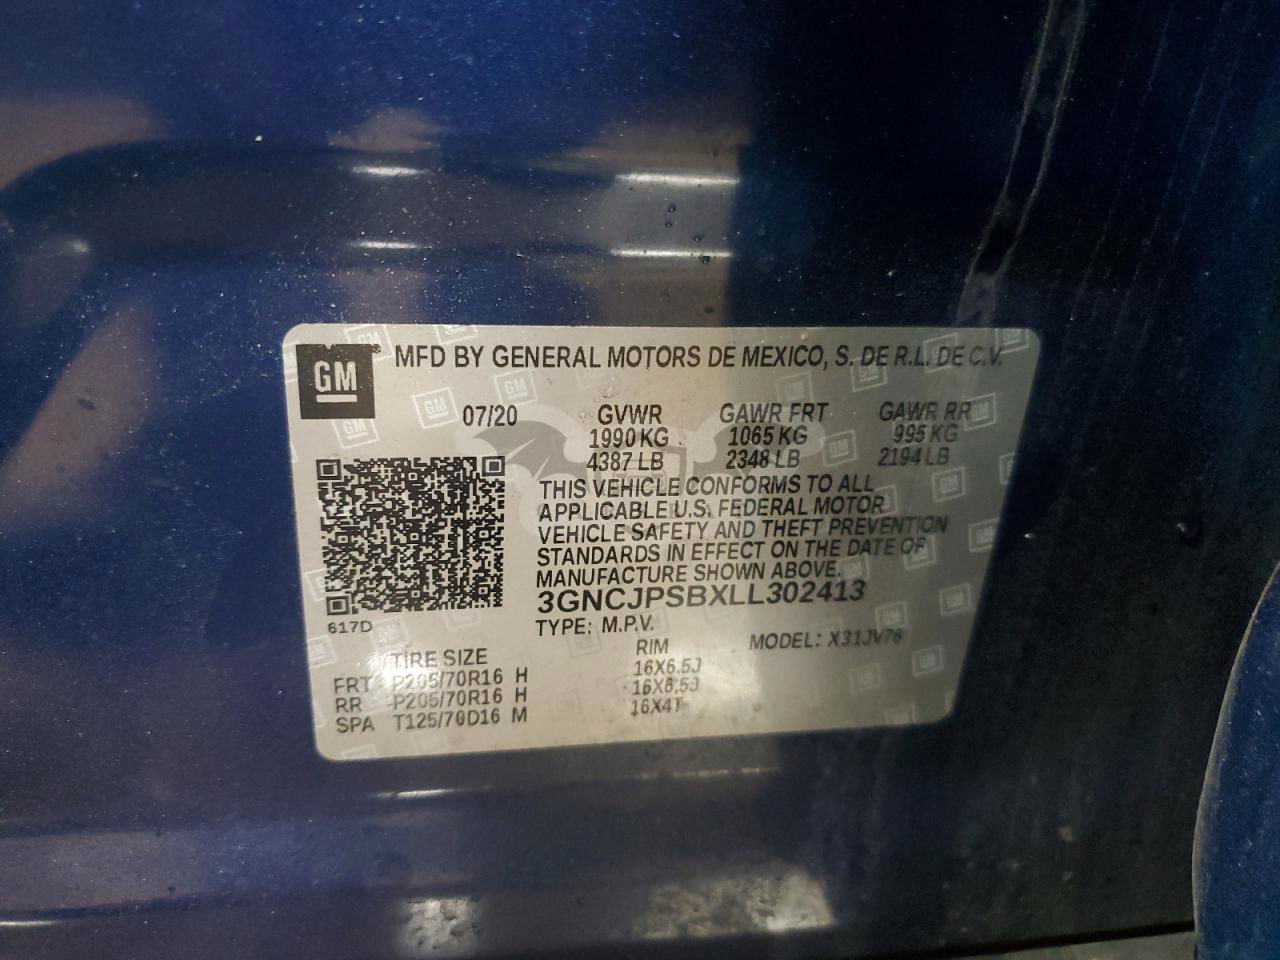 GM
MFD BY GENERAL MOTORS DE MEXICO, S. DE R.L. DE C.V.
07/20 GVWR GAWR FRT GAWR RR
1990 KG 1065 KG 995 KG
4387 LB 2348 LB 2194 LB
THIS VEHICLE CONFORMS TO ALL
APPLICABLE U.S. FEDERAL MOTOR
VEHICLE SAFETY AND THEFT PREVENTION
STANDARDS IN EFFECT ON THE DATE OF
MANUFACTURE SHOWN ABOVE.
3GNCJPSBXLL302413
617D
TYPE: M.P.V. MODEL: X31JV76
TIRE SIZE RIM
FRT P205/70R16 H 16X6.5J
RR P205/70R16 H 16X6.5J
SPA T125/70D16 M 16X4T